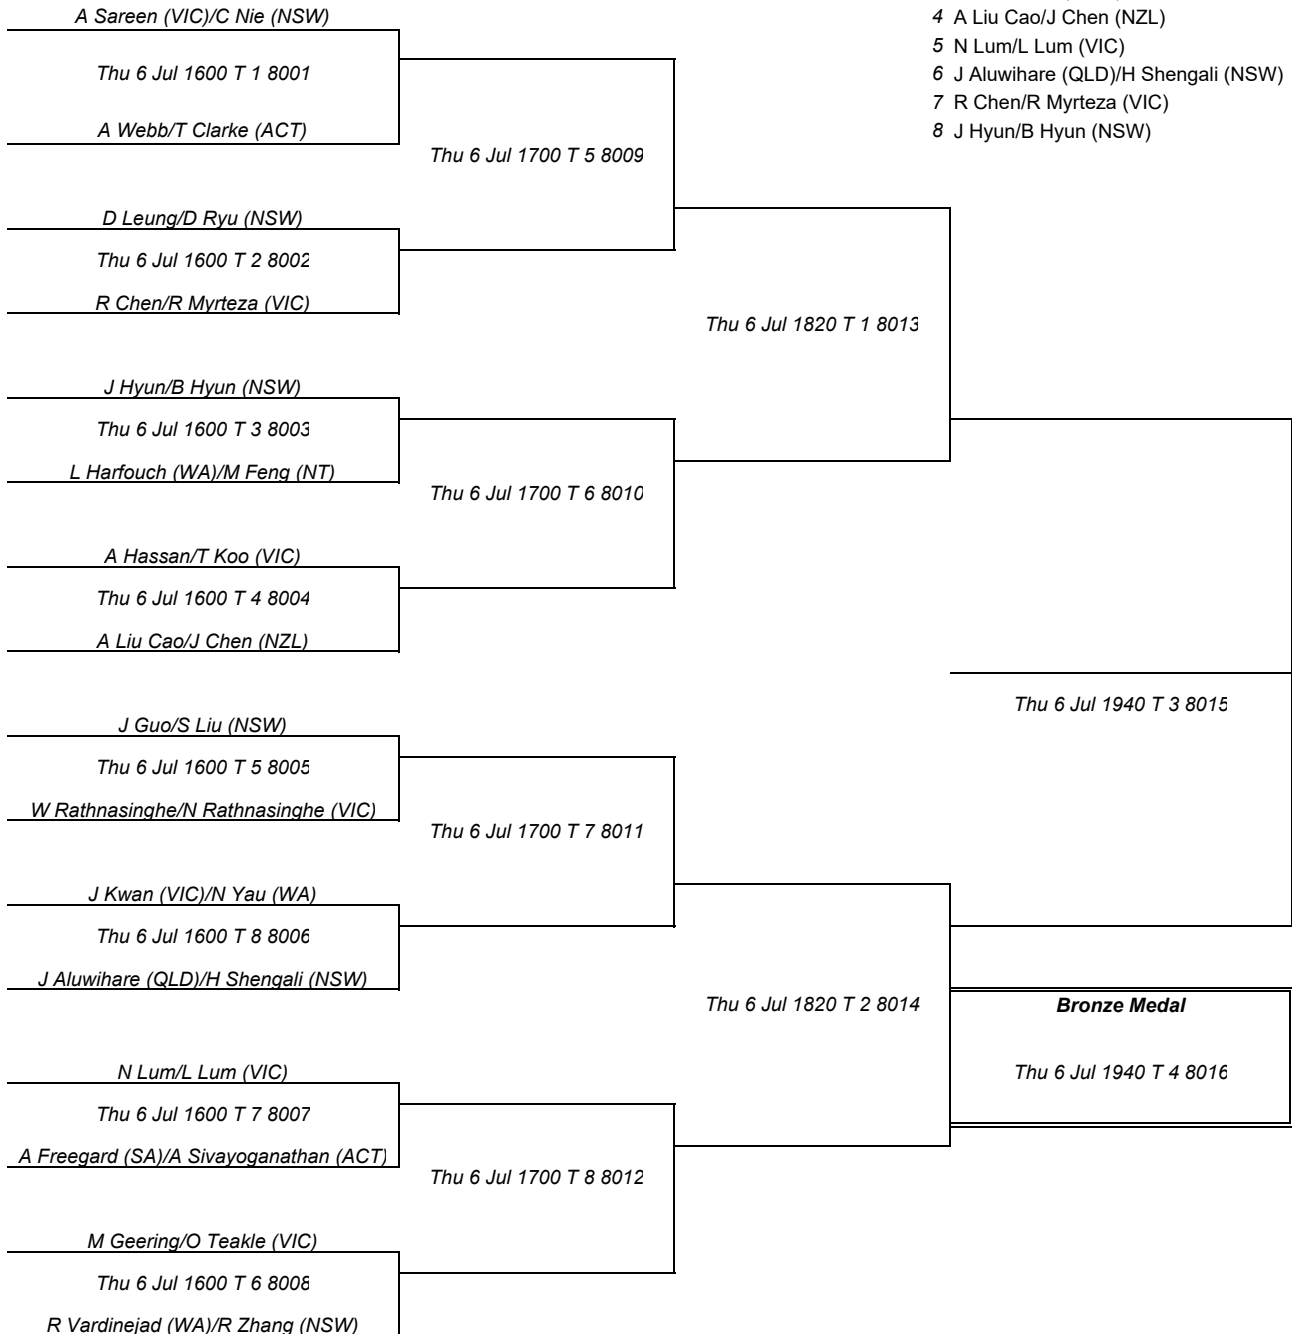 A Sareen (VIC)/C Nie (NSW)
Thu 6 Jul 1600 T 1 8001
A Webb/T Clarke (ACT)
D Leung/D Ryu (NSW)
Thu 6 Jul 1600 T 2 8002
R Chen/R Myrteza (VIC)
J Hyun/B Hyun (NSW)
Thu 6 Jul 1600 T 3 8003
L Harfouch (WA)/M Feng (NT)
A Hassan/T Koo (VIC)
Thu 6 Jul 1600 T 4 8004
A Liu Cao/J Chen (NZL)
J Guo/S Liu (NSW)
Thu 6 Jul 1600 T 5 8005
W Rathnasinghe/N Rathnasinghe (VIC)
J Kwan (VIC)/N Yau (WA)
Thu 6 Jul 1600 T 8 8006
J Aluwihare (QLD)/H Shengali (NSW)
N Lum/L Lum (VIC)
Thu 6 Jul 1600 T 7 8007
A Freegard (SA)/A Sivayoganathan (ACT)
M Geering/O Teakle (VIC)
Thu 6 Jul 1600 T 6 8008
R Vardinejad (WA)/R Zhang (NSW)
Thu 6 Jul 1700 T 5 8009
Thu 6 Jul 1700 T 6 8010
Thu 6 Jul 1700 T 7 8011
Thu 6 Jul 1700 T 8 8012
Thu 6 Jul 1820 T 1 8013
Thu 6 Jul 1820 T 2 8014
4 A Liu Cao/J Chen (NZL)
5 N Lum/L Lum (VIC)
6 J Aluwihare (QLD)/H Shengali (NSW)
7 R Chen/R Myrteza (VIC)
8 J Hyun/B Hyun (NSW)
Thu 6 Jul 1940 T 3 8015
Bronze Medal
Thu 6 Jul 1940 T 4 8016